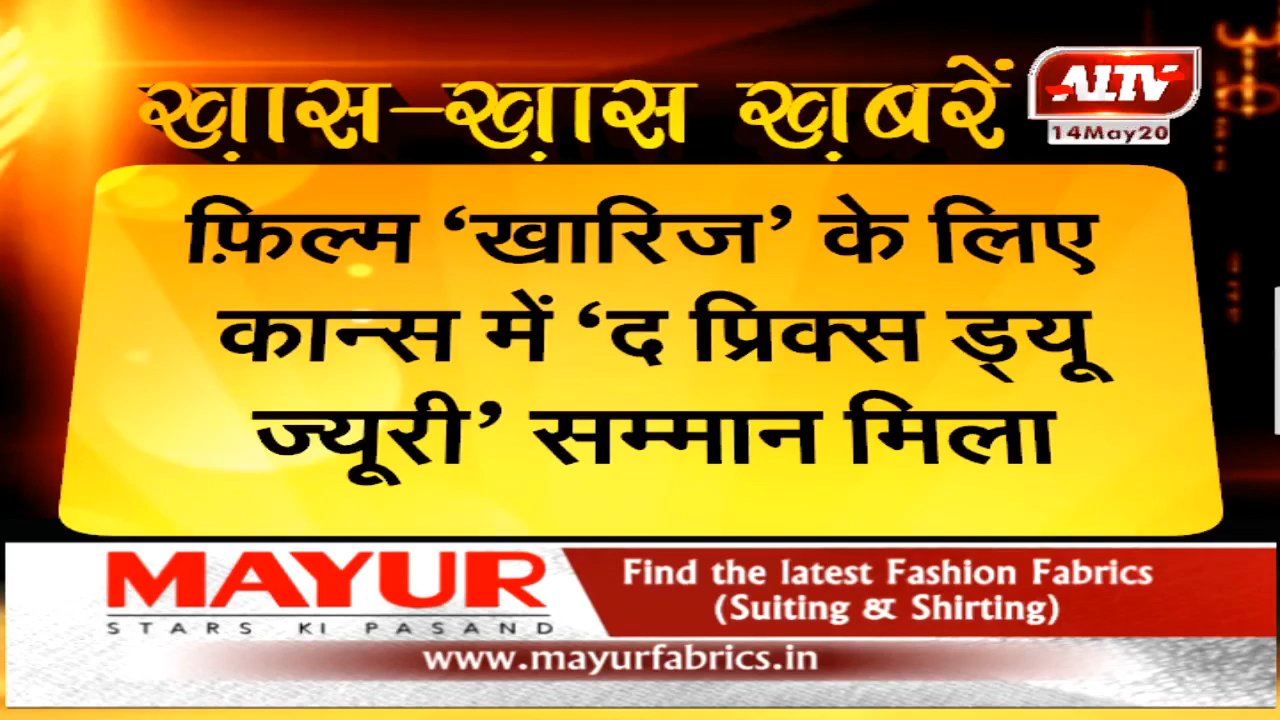 ख़ास-ख़ास ख़बरें
ALTV
14May20
फ़िल्म ‘खारिज’ के लिए
कान्स में ‘द प्रिक्स ड्यू
ज्यूरी’ सम्मान मिला
MAYUR
STARS KI PASAND
Find the latest Fashion Fabrics
(Suiting & Shirting)
www.mayurfabrics.in